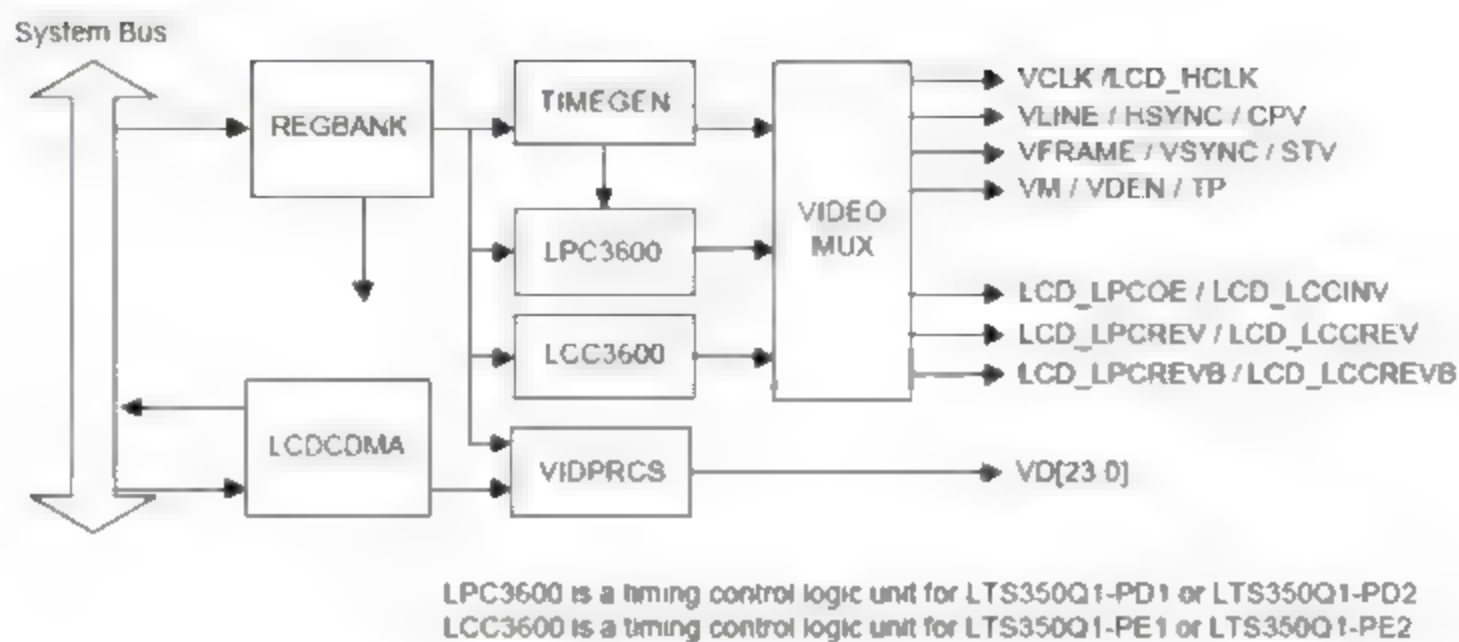 System Bus
REGBANK
TIMEGEN
LPC3600
LCC3600
LCDCDMA
VIDPRCS
VIDEO
MUX
VCLK /LCD_HCLK
VLINE / HSYNC / CPV
VFRAME / VSYNC / STV
VM / VDEN / TP
LCD_LPCOE / LCD_LCCINV
LCD_LPCREV / LCD_LCCREV
LCD_LPCREVB / LCD_LCCREVB
VD[23 0]
LPC3600 is a timing control logic unit for LTS350Q1-PD1 or LTS350Q1-PD2
LCC3600 is a timing control logic unit for LTS350Q1-PE1 or LTS350Q1-PE2